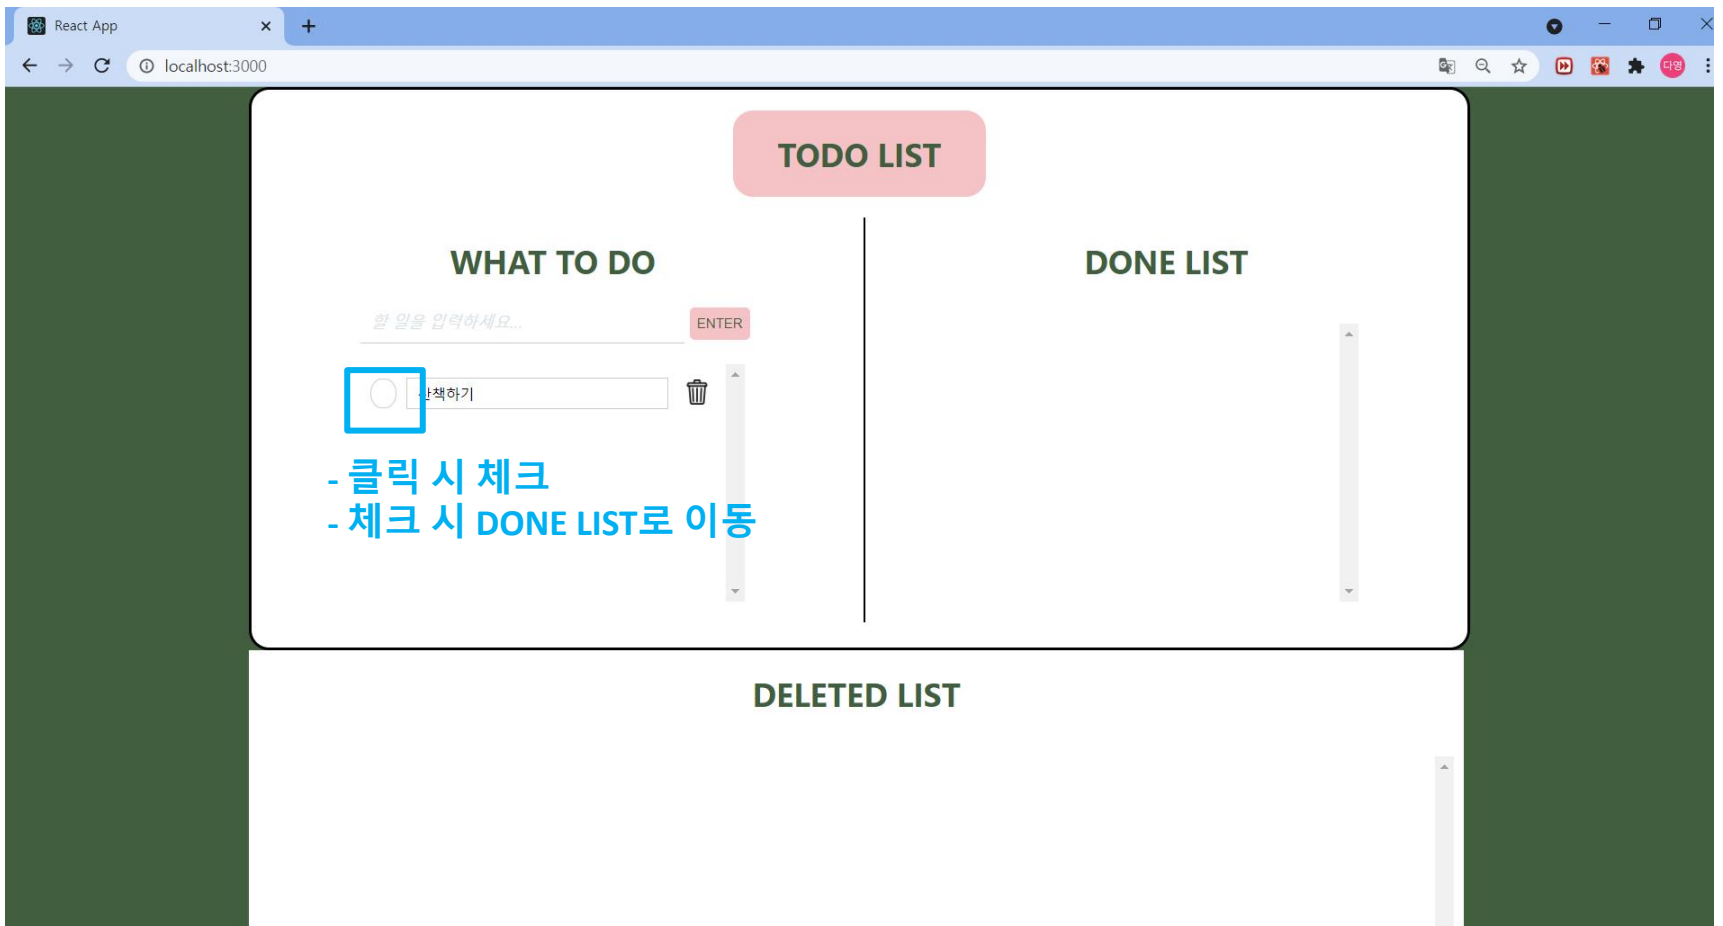 React App
localhost:3000
다영
TODO LIST
WHAT TO DO
DONE LIST
할 일을 입력하세요...
ENTER
산책하기
- 클릭 시 체크
- 체크 시 DONE LIST로 이동
DELETED LIST